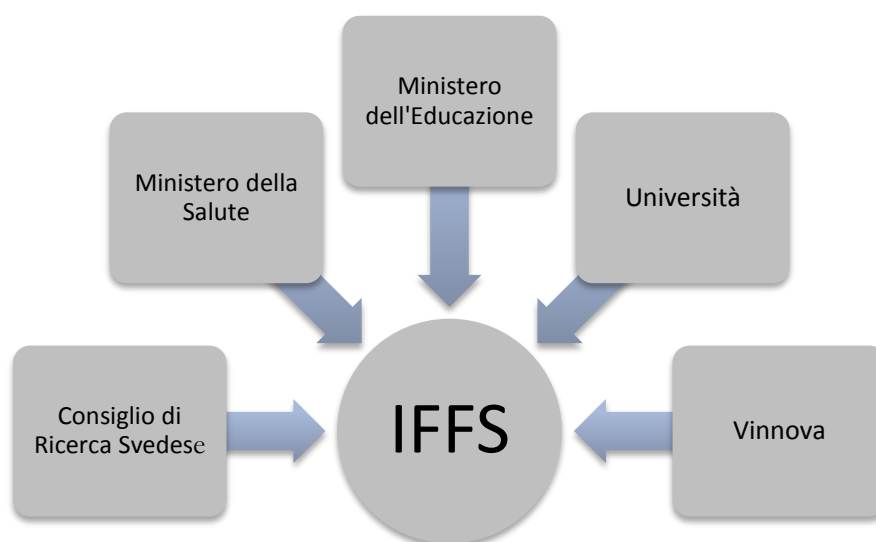 Ministero
dell'Educazione
Ministero della
Salute
Università
Consiglio di
Ricerca Svedese
IFFS
Vinnova